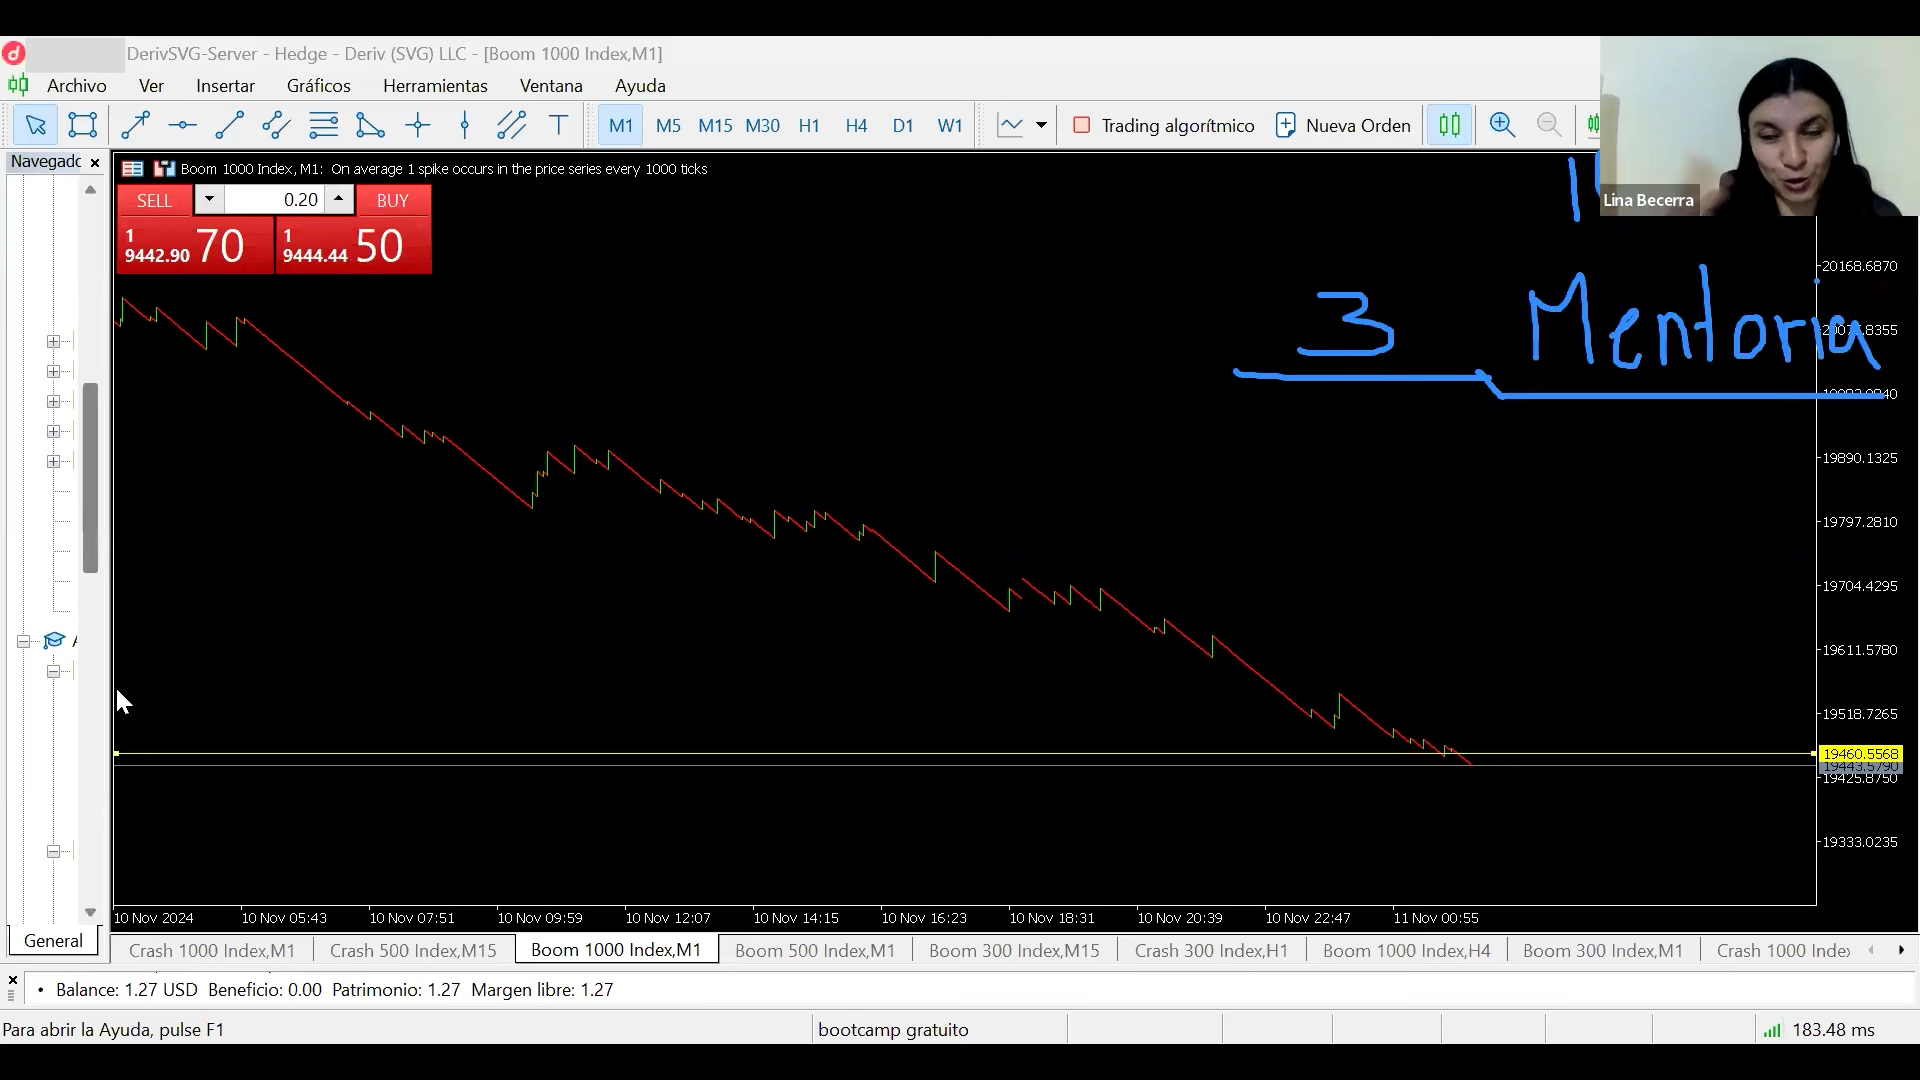 DerivSVG-Server - Hedge - Deriv (SVG) LLC - [Boom 1000 Index,M1]
Archivo Ver Insertar Gráficos Herramientas Ventana Ayuda
M1 M5 M15 M30 H1 H4 D1 W1 Trading algorítmico Nueva Orden
Lina Becerra
Navegado
Boom 1000 Index, M1: On average 1 spike occurs in the price series every 1000 ticks
SELL 0.20 BUY
1 9442.90 70
1 9444.44 50
3 Mentoria
20168.6870
19890.1325
19797.2810
19704.4295
19611.5780
19518.7265
19460.5568
19443.5790
19425.8750
19333.0235
10 Nov 2024 10 Nov 05:43 10 Nov 07:51 10 Nov 09:59 10 Nov 12:07 10 Nov 14:15 10 Nov 16:23 10 Nov 18:31 10 Nov 20:39 10 Nov 22:47 11 Nov 00:55
General
Crash 1000 Index,M1 Crash 500 Index,M15 Boom 1000 Index,M1 Boom 500 Index,M1 Boom 300 Index,M15 Crash 300 Index,H1 Boom 1000 Index,H4 Boom 300 Index,M1 Crash 1000 Index
• Balance: 1.27 USD Beneficio: 0.00 Patrimonio: 1.27 Margen libre: 1.27
Para abrir la Ayuda, pulse F1
bootcamp gratuito
183.48 ms